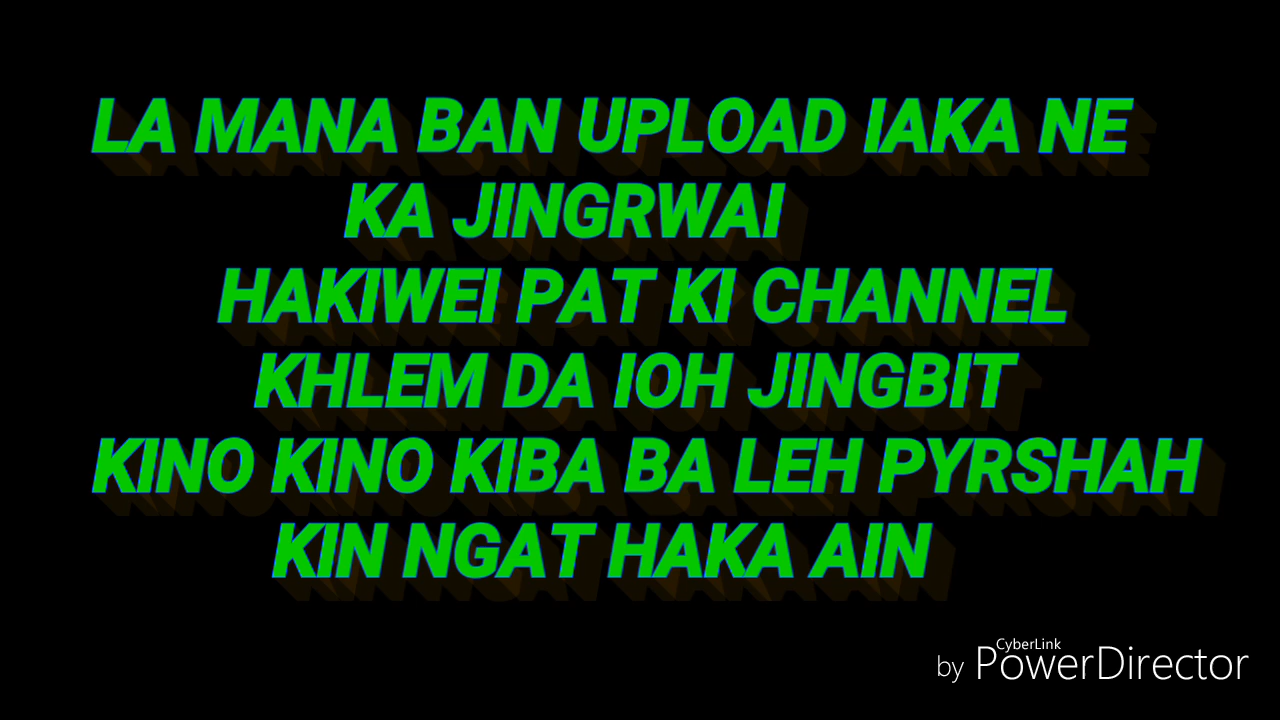 LA MANA BAN UPLOAD IAKA NE
KA JINGRWAI
HAKIWEI PAT KI CHANNEL
KHLEM DA IOH JINGBIT
KINO KINO KIBA BA LEH PYRSHAH
KIN NGAT HAKA AIN
CyberLink
by PowerDirector